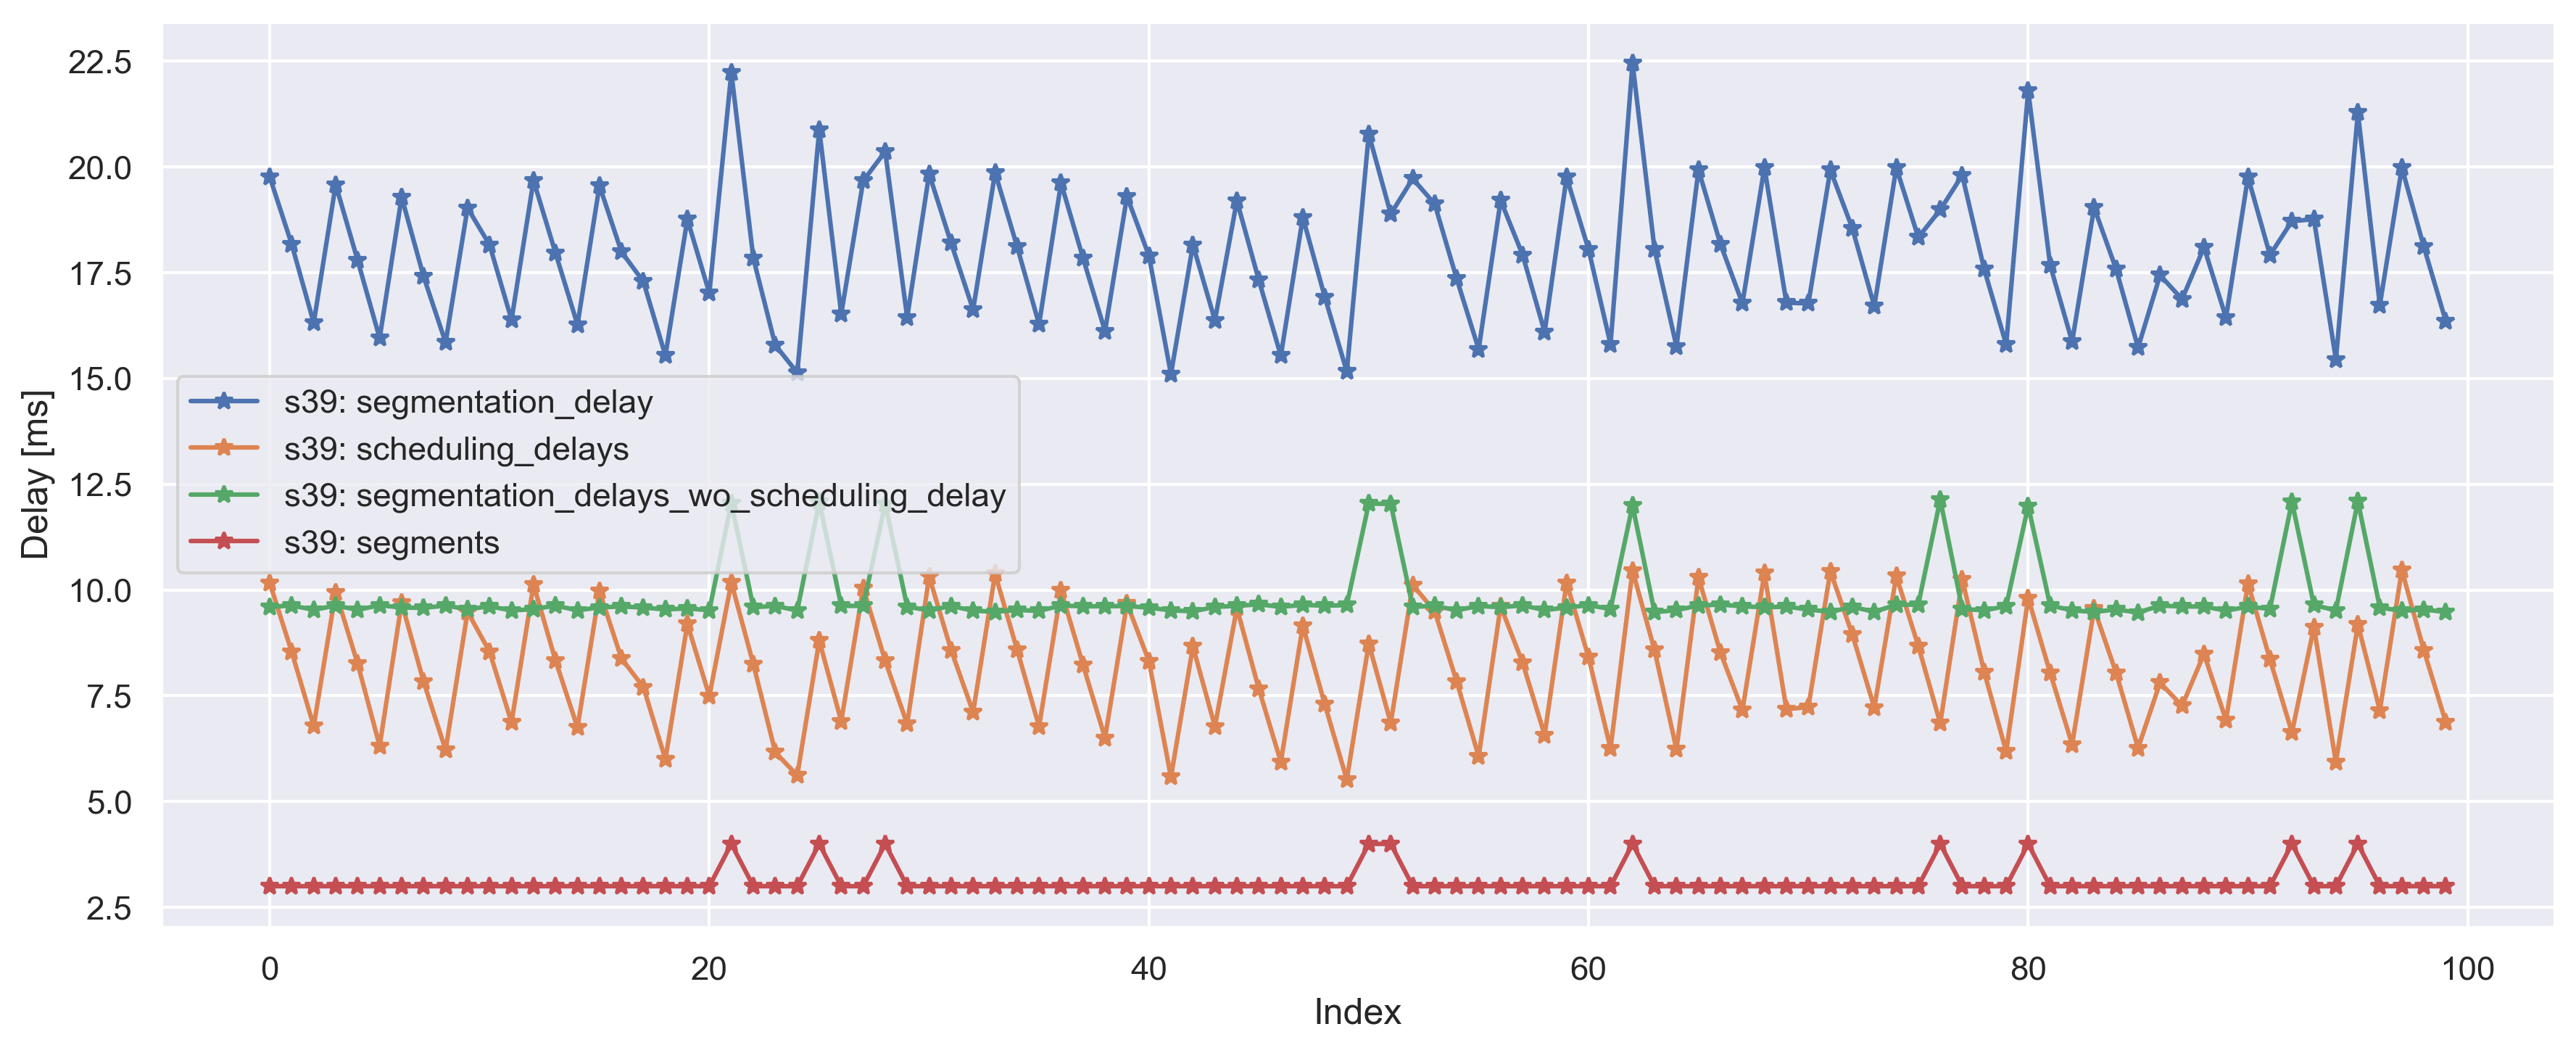 22.5
20.0
17.5
15.0
12.5
10.0
7.5
5.0
2.5
Delay [ms]
s39: segmentation_delay
s39: scheduling_delays
s39: segmentation_delays_wo_scheduling_delay
s39: segments
0 20 40 60 80 100
Index